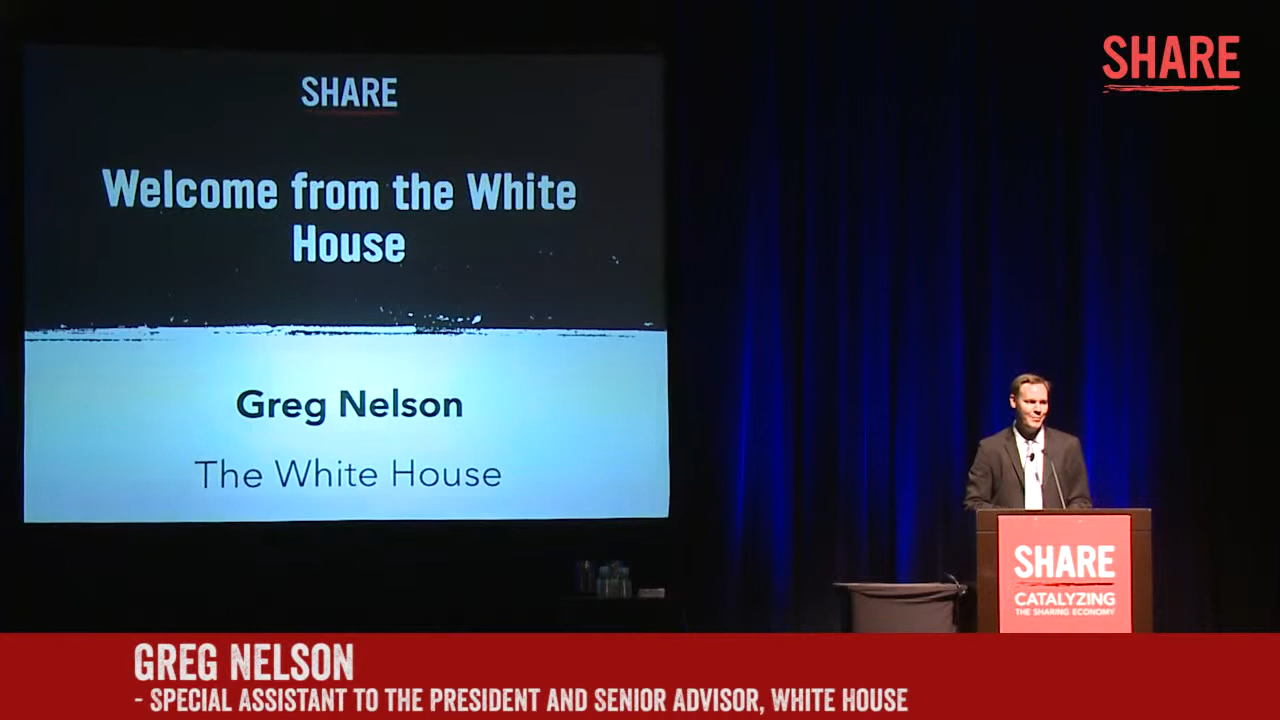 SHARE
SHARE
Welcome from the White
House
Greg Nelson
The White House
SHARE
CATALYZING
THE SHARING ECONOMY
GREG NELSON
- SPECIAL ASSISTANT TO THE PRESIDENT AND SENIOR ADVISOR, WHITE HOUSE